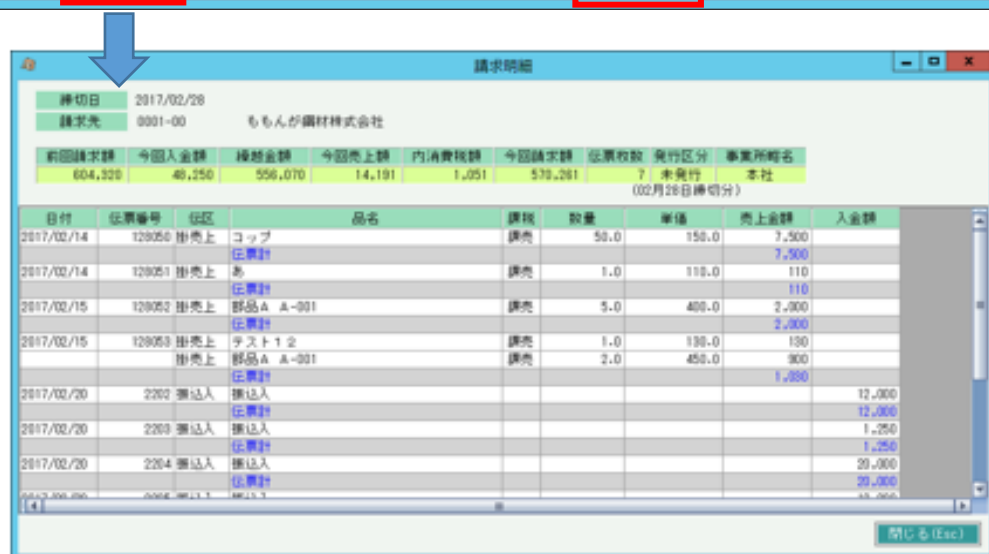 請求明細
締切日 2017/02/28
請求先 0001-00 ももんが鋼材株式会社
前回請求額 今回入金額 繰越金額 今回売上額 内消費税額 今回請求額 伝票枚数 発行区分 事業所略名
604,320 48,250 556,070 14,191 1,051 570,261 7 未発行 本社
(02月28日締切分)
日付 伝票番号 伝区 品名 課税 数量 単価 売上金額 入金額
2017/02/14 128050 掛売上 コップ 課売 50.0 150.0 7,500
伝票計 7,500
2017/02/14 128051 掛売上 あ 課売 1.0 110.0 110
伝票計 110
2017/02/15 128052 掛売上 部品A A-001 課売 5.0 400.0 2,000
伝票計 2,000
2017/02/15 128053 掛売上 テスト12 課売 1.0 130.0 130
掛売上 部品A A-001 課売 2.0 450.0 900
伝票計 1,030
2017/02/20 2202 振込入 振込入 12,000
伝票計 12,000
2017/02/20 2203 振込入 振込入 1,250
伝票計 1,250
2017/02/20 2204 振込入 振込入 20,000
伝票計 20,000
閉じる(Esc)